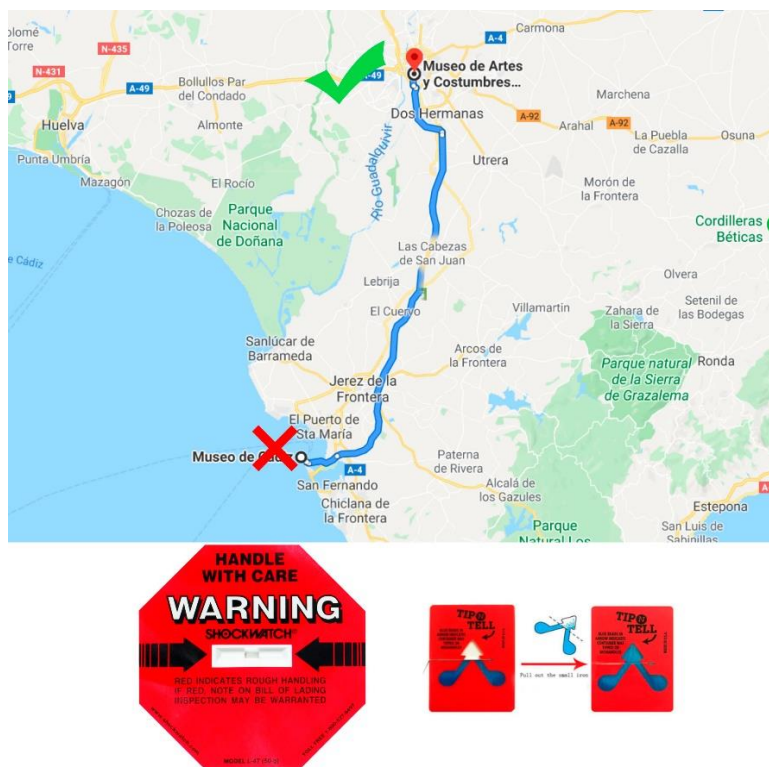 olomé
Torre
N-435
Carmona
A-4
N-431
A-49
Bollullos Par
del Condado
A-49
Museo de Artes
y Costumbres...
Marchena
Huelva
Almonte
Dos Hermanas
A-92
Arahal
A-92
La Puebla
de Cazalla
Osuna
Punta Umbría
Mazagón
El Rocío
Río Guadalquivir
Utrera
Morón de
la Frontera
Chozas de
la Poleosa
Parque
Nacional
de Doñana
Cordilleras
Béticas
e Cádiz
Las Cabezas
de San Juan
Lebrija
Olvera
El Cuervo
Villamartin
Zahara de
la Sierra
Setenil de
las Bodegas
Sanlúcar de
Barrameda
Arcos de
la Frontera
Parque natural
de la Sierra
de Grazalema
Ronda
Jerez de la
Frontera
El Puerto de
Sta María
Museo de Cádiz
A-4
Paterna
de Rivera
San Fernando
Alcalá de
los Gazules
Chiclana de
la Frontera
Estepona
Parque
Natural Los
San Luis de
Sabinillas
HANDLE
WITH CARE
WARNING
SHOCKWATCH®
RED INDICATES ROUGH HANDLING
IF RED, NOTE ON BILL OF LADING
INSPECTION MAY BE WARRANTED
www.shockwatch.com
TIP N
TELL
Pull out the small iron
TIP N
TELL